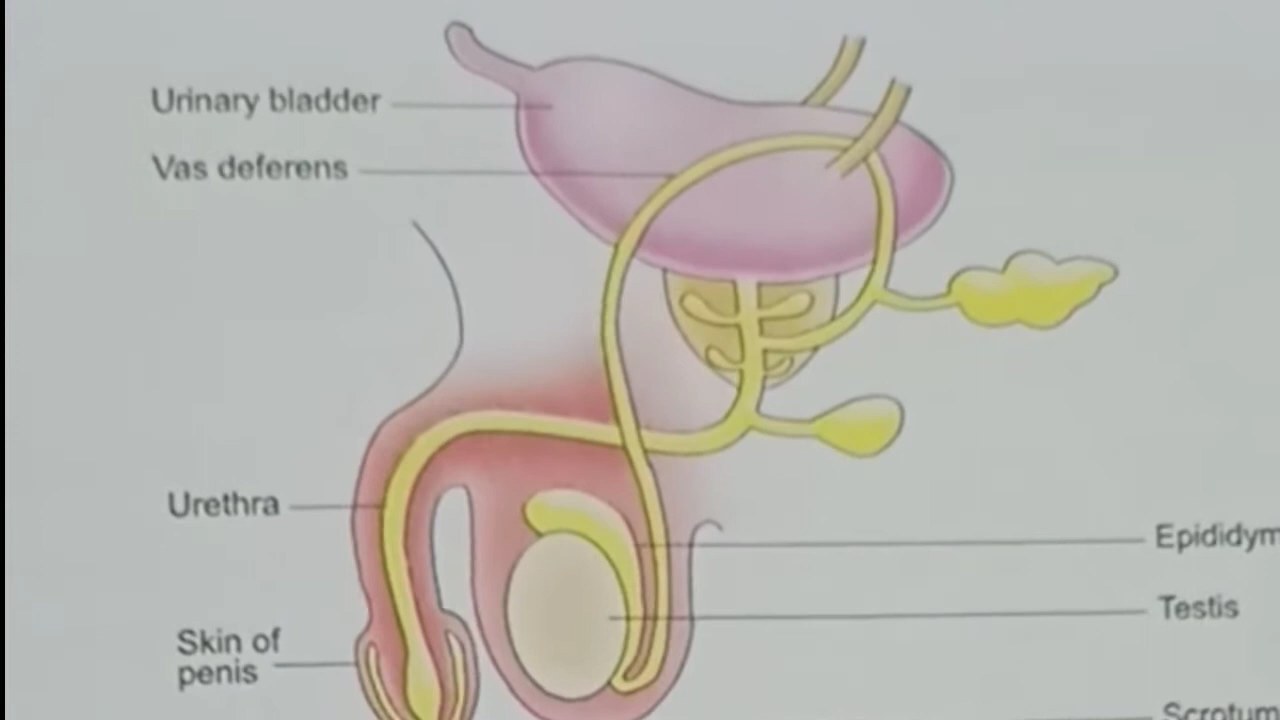 Urinary bladder
Vas deferens
Urethra
Skin of
penis
Epididym
Testis
Scrotum